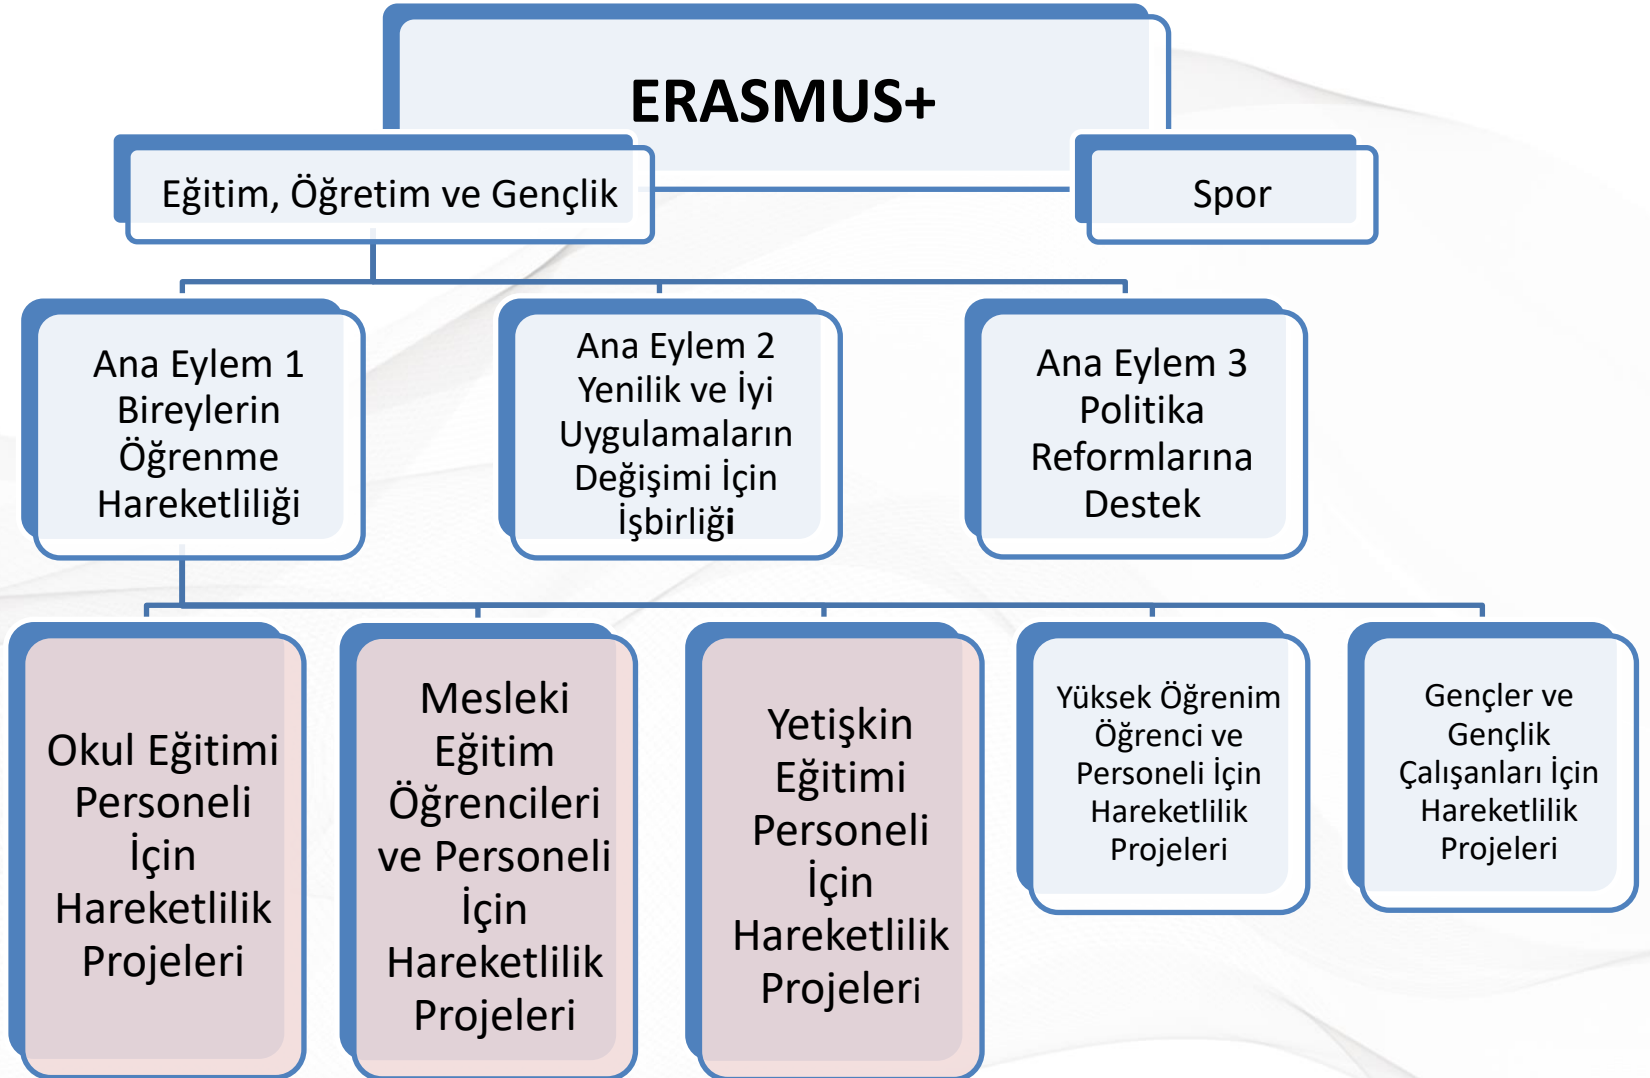 ERASMUS+
Eğitim, Öğretim ve Gençlik
Spor
Ana Eylem 1
Bireylerin
Öğrenme
Hareketliliği
Ana Eylem 2
Yenilik ve İyi
Uygulamaların
Değişimi İçin
İşbirliği
Ana Eylem 3
Politika
Reformlarına
Destek
Okul Eğitimi
Personeli
İçin
Hareketlilik
Projeleri
Mesleki
Eğitim
Öğrencileri
ve Personeli
İçin
Hareketlilik
Projeleri
Yetişkin
Eğitimi
Personeli
İçin
Hareketlilik
Projeleri
Yüksek Öğrenim
Öğrenci ve
Personeli İçin
Hareketlilik
Projeleri
Gençler ve
Gençlik
Çalışanları İçin
Hareketlilik
Projeleri